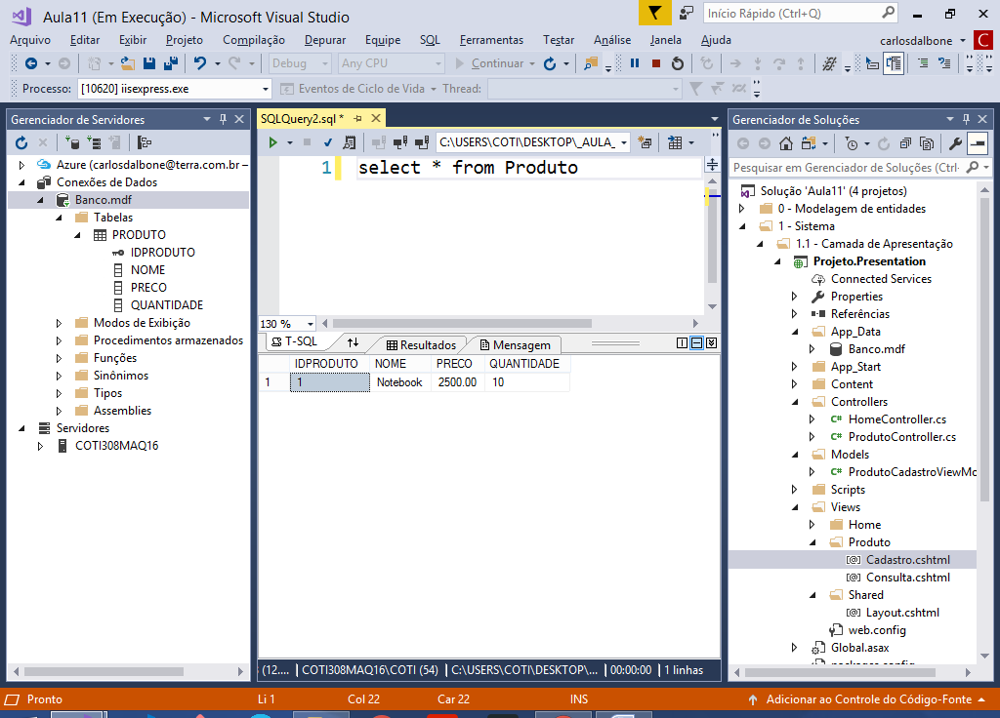 Aula11 (Em Execução) - Microsoft Visual Studio
Início Rápido (Ctrl+Q)
Arquivo Editar Exibir Projeto Compilação Depurar Equipe SQL Ferramentas Testar Análise Janela Ajuda carlosdalbone C
Debug Any CPU Continuar
Processo: [10620] iisexpress.exe Eventos de Ciclo de Vida Thread:
Gerenciador de Servidores
Azure (carlosdalbone@terra.com.br –
Conexões de Dados
Banco.mdf
Tabelas
PRODUTO
IDPRODUTO
NOME
PRECO
QUANTIDADE
Modos de Exibição
Procedimentos armazenados
Funções
Sinônimos
Tipos
Assemblies
Servidores
COTI308MAQ16
SQLQuery2.sql *
C:\USERS\COTI\DESKTOP\_AULA_
1 select * from Produto
130 %
T-SQL Resultados Mensagem
IDPRODUTO NOME PRECO QUANTIDADE
1 1 Notebook 2500.00 10
(12.... COTI308MAQ16\COTI (54) C:\USERS\COTI\DESKTOP\... 00:00:00 1 linhas
Gerenciador de Soluções
Pesquisar em Gerenciador de Soluções (Ctrl-
Solução 'Aula11' (4 projetos)
0 - Modelagem de entidades
1 - Sistema
1.1 - Camada de Apresentação
Projeto.Presentation
Connected Services
Properties
Referências
App_Data
Banco.mdf
App_Start
Content
Controllers
C# HomeController.cs
C# ProdutoController.cs
Models
C# ProdutoCadastroViewMo
Scripts
Views
Home
Produto
[@] Cadastro.cshtml
[@] Consulta.cshtml
Shared
[@] Layout.cshtml
web.config
Global.asax
packages.config
Pronto Li 1 Col 22 Car 22 INS Adicionar ao Controle do Código-Fonte